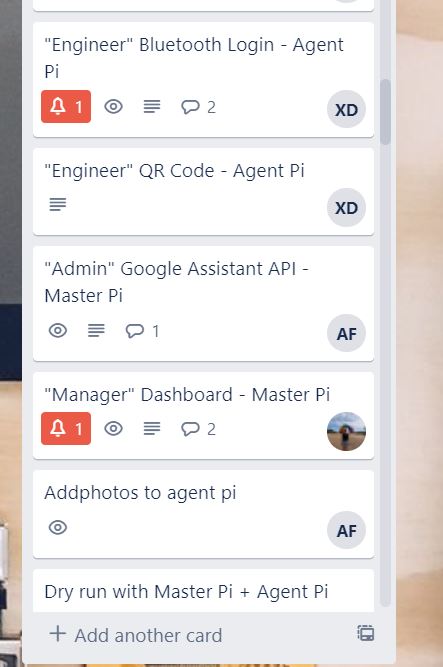 "Engineer" Bluetooth Login - Agent
Pi
1 2
XD
"Engineer" QR Code - Agent Pi
XD
"Admin" Google Assistant API -
Master Pi
1
AF
"Manager" Dashboard - Master Pi
1 2
Addphotos to agent pi
AF
Dry run with Master Pi + Agent Pi
+ Add another card